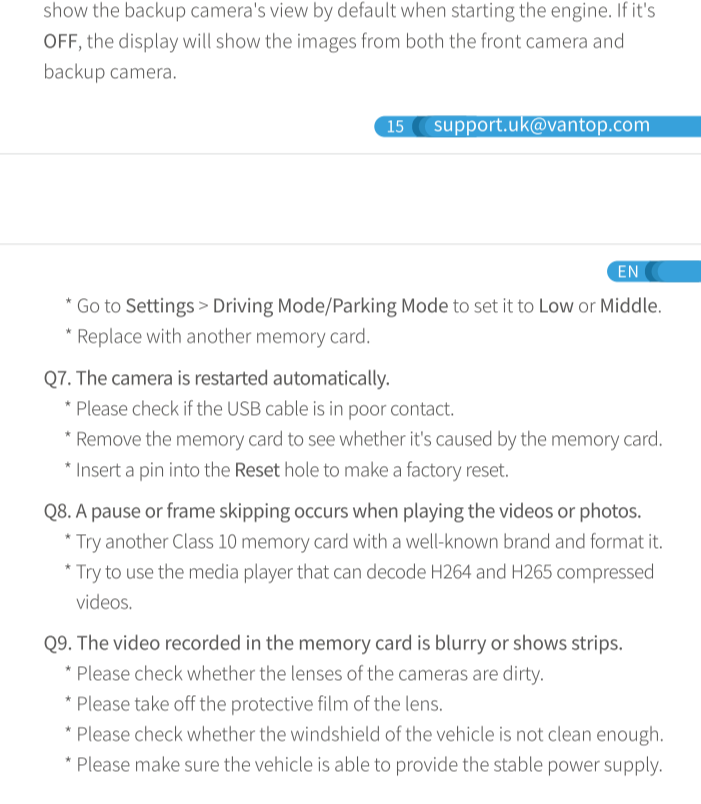 show the backup camera's view by default when starting the engine. If it's
OFF, the display will show the images from both the front camera and
backup camera.
15 support.uk@vantop.com
EN
* Go to Settings > Driving Mode/Parking Mode to set it to Low or Middle.
* Replace with another memory card.
Q7. The camera is restarted automatically.
* Please check if the USB cable is in poor contact.
* Remove the memory card to see whether it's caused by the memory card.
* Insert a pin into the Reset hole to make a factory reset.
Q8. A pause or frame skipping occurs when playing the videos or photos.
* Try another Class 10 memory card with a well-known brand and format it.
* Try to use the media player that can decode H264 and H265 compressed
videos.
Q9. The video recorded in the memory card is blurry or shows strips.
* Please check whether the lenses of the cameras are dirty.
* Please take off the protective film of the lens.
* Please check whether the windshield of the vehicle is not clean enough.
* Please make sure the vehicle is able to provide the stable power supply.